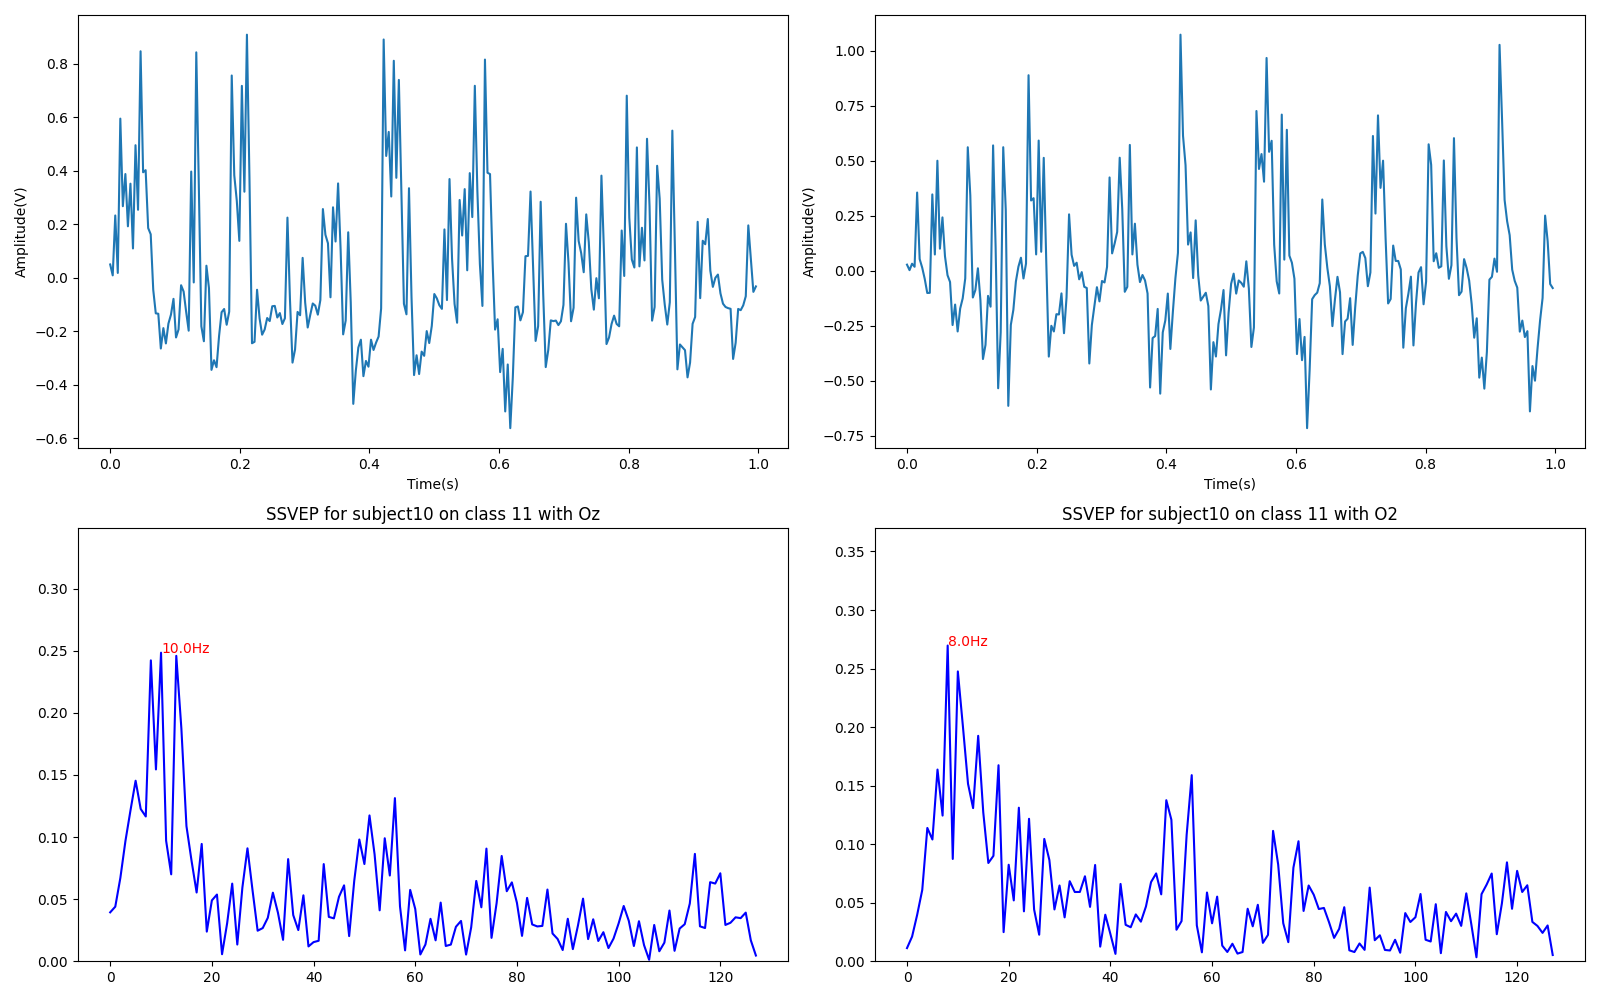 0.8
0.6
0.4
0.2
0.0
−0.2
−0.4
−0.6
Amplitude(V)
0.0 0.2 0.4 0.6 0.8 1.0
Time(s)
1.00
0.75
0.50
0.25
0.00
−0.25
−0.50
−0.75
Amplitude(V)
0.0 0.2 0.4 0.6 0.8 1.0
Time(s)
SSVEP for subject10 on class 11 with Oz
0.30
0.25
0.20
0.15
0.10
0.05
0.00
10.0Hz
0 20 40 60 80 100 120
SSVEP for subject10 on class 11 with O2
0.35
0.30
0.25
0.20
0.15
0.10
0.05
0.00
8.0Hz
0 20 40 60 80 100 120